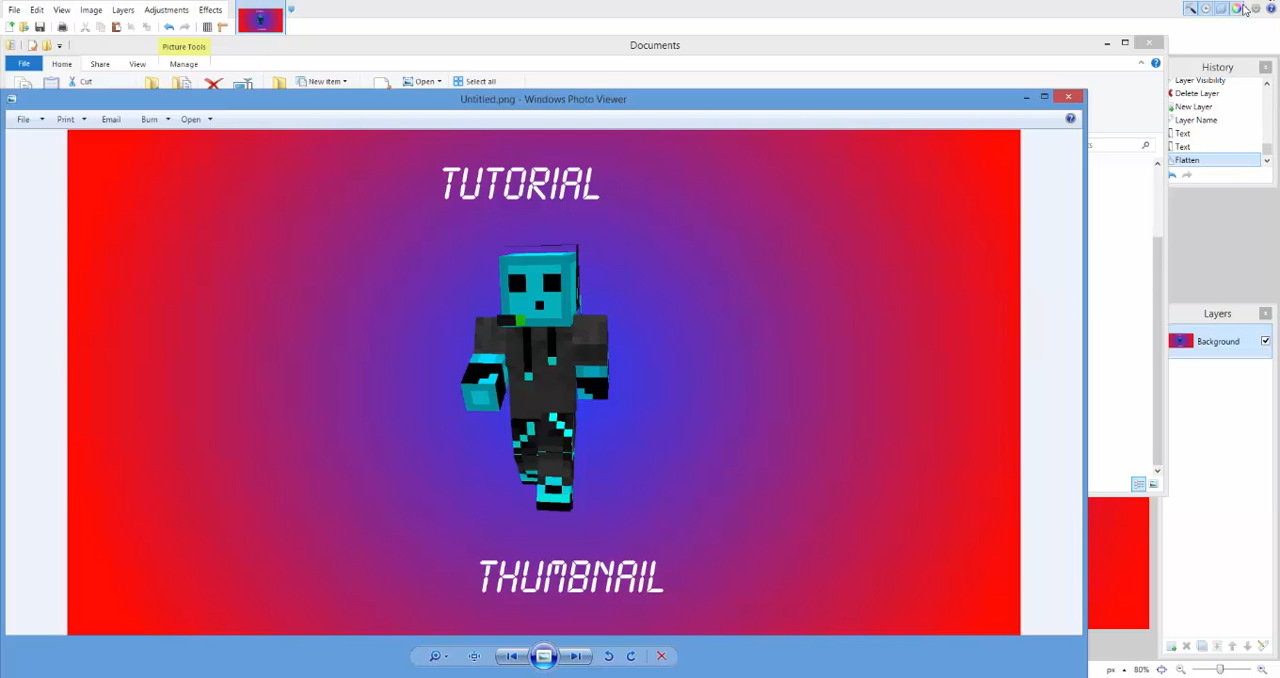 File Edit View Image Layers Adjustments Effects
Documents
Picture Tools
File Home Share View Manage
Cut New item Open Select all
Untitled.png - Windows Photo Viewer
File Print Email Burn Open
TUTORIAL
THUMBNAIL
History
Layer Visibility
Delete Layer
New Layer
Layer Name
Text
Text
Flatten
Layers
Background
px 80%